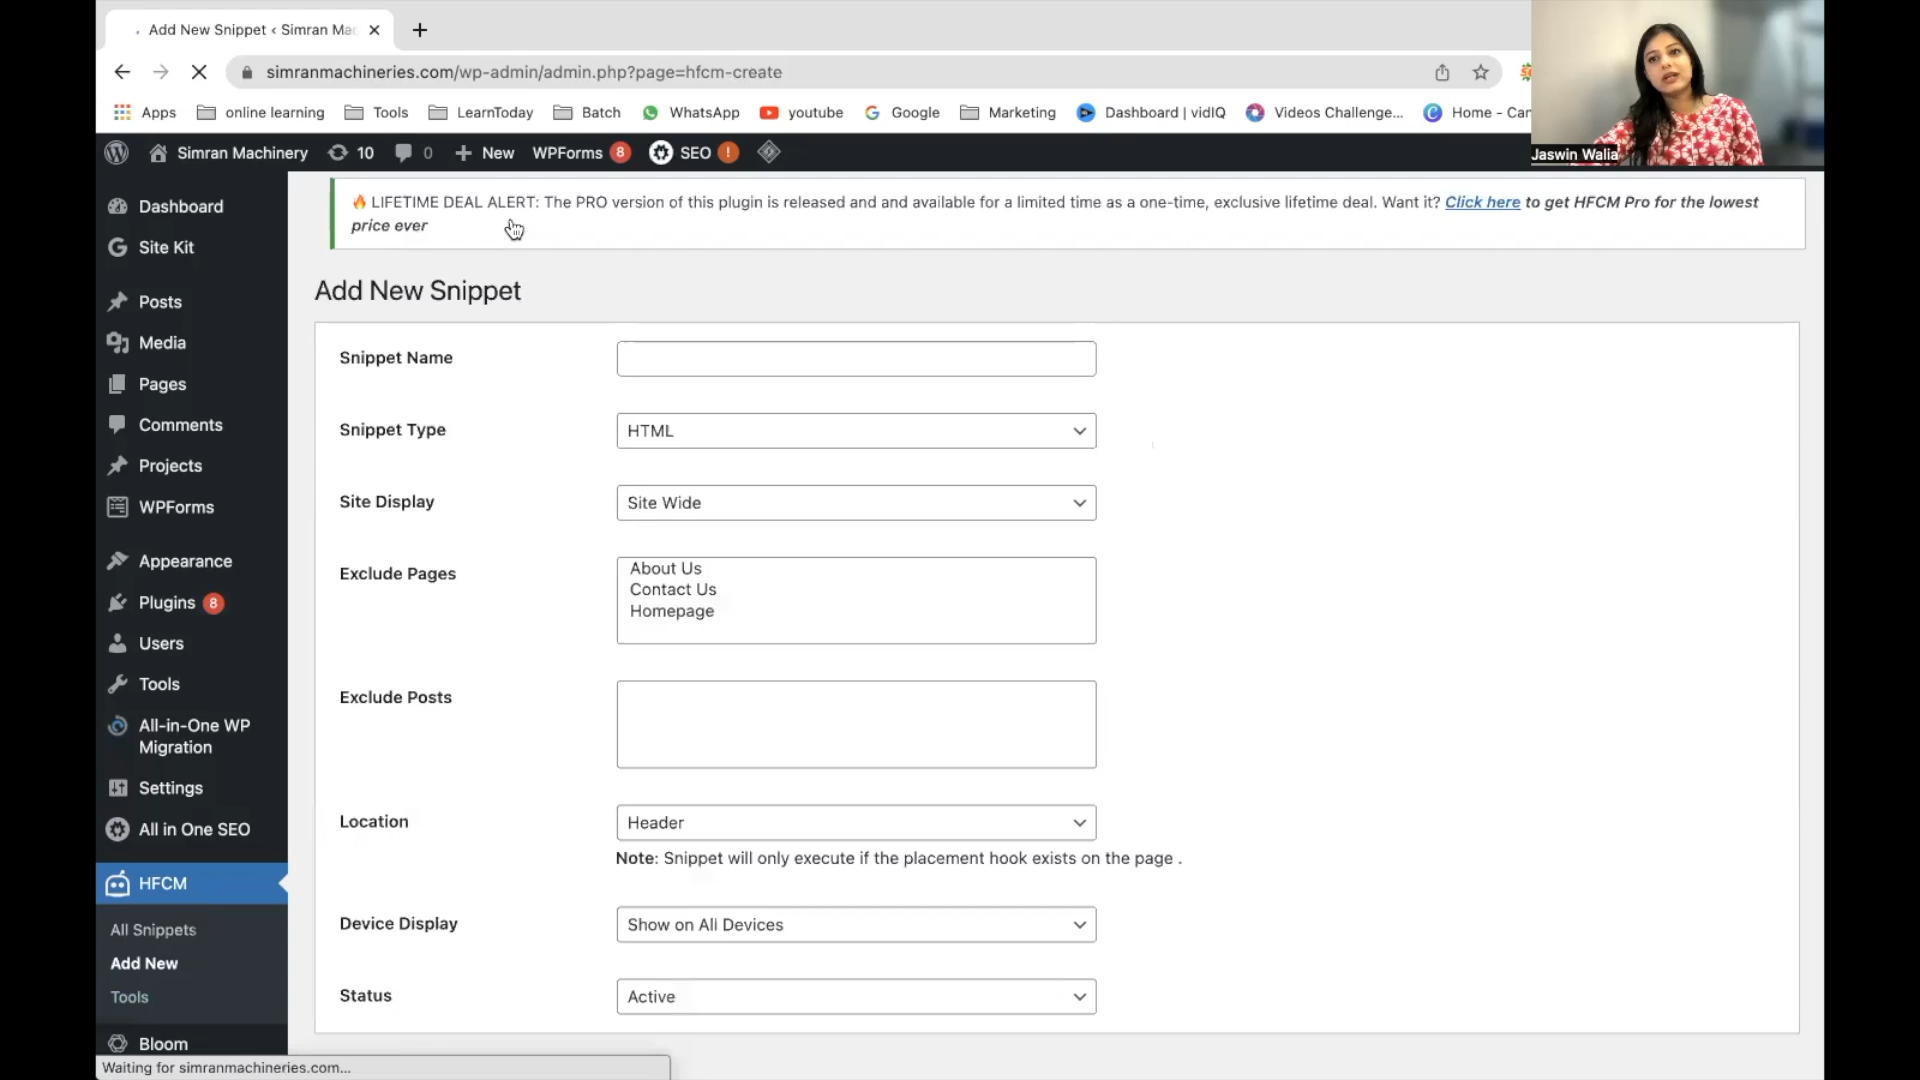 Add New Snippet ‹ Simran Mac
simranmachineries.com/wp-admin/admin.php?page=hfcm-create
Apps
online learning
Tools
LearnToday
Batch
WhatsApp
youtube
Google
Marketing
Dashboard | vidIQ
Videos Challenge...
Home - Can
Jaswin Walia
Simran Machinery
10
0
New
WPForms 8
SEO !
Dashboard
Site Kit
Posts
Media
Pages
Comments
Projects
WPForms
Appearance
Plugins 8
Users
Tools
All-in-One WP
Migration
Settings
All in One SEO
HFCM
All Snippets
Add New
Tools
Bloom
LIFETIME DEAL ALERT: The PRO version of this plugin is released and and available for a limited time as a one-time, exclusive lifetime deal. Want it? Click here to get HFCM Pro for the lowest
price ever
Add New Snippet
Snippet Name
Snippet Type
HTML
Site Display
Site Wide
Exclude Pages
About Us
Contact Us
Homepage
Exclude Posts
Location
Header
Note: Snippet will only execute if the placement hook exists on the page .
Device Display
Show on All Devices
Status
Active
Waiting for simranmachineries.com...